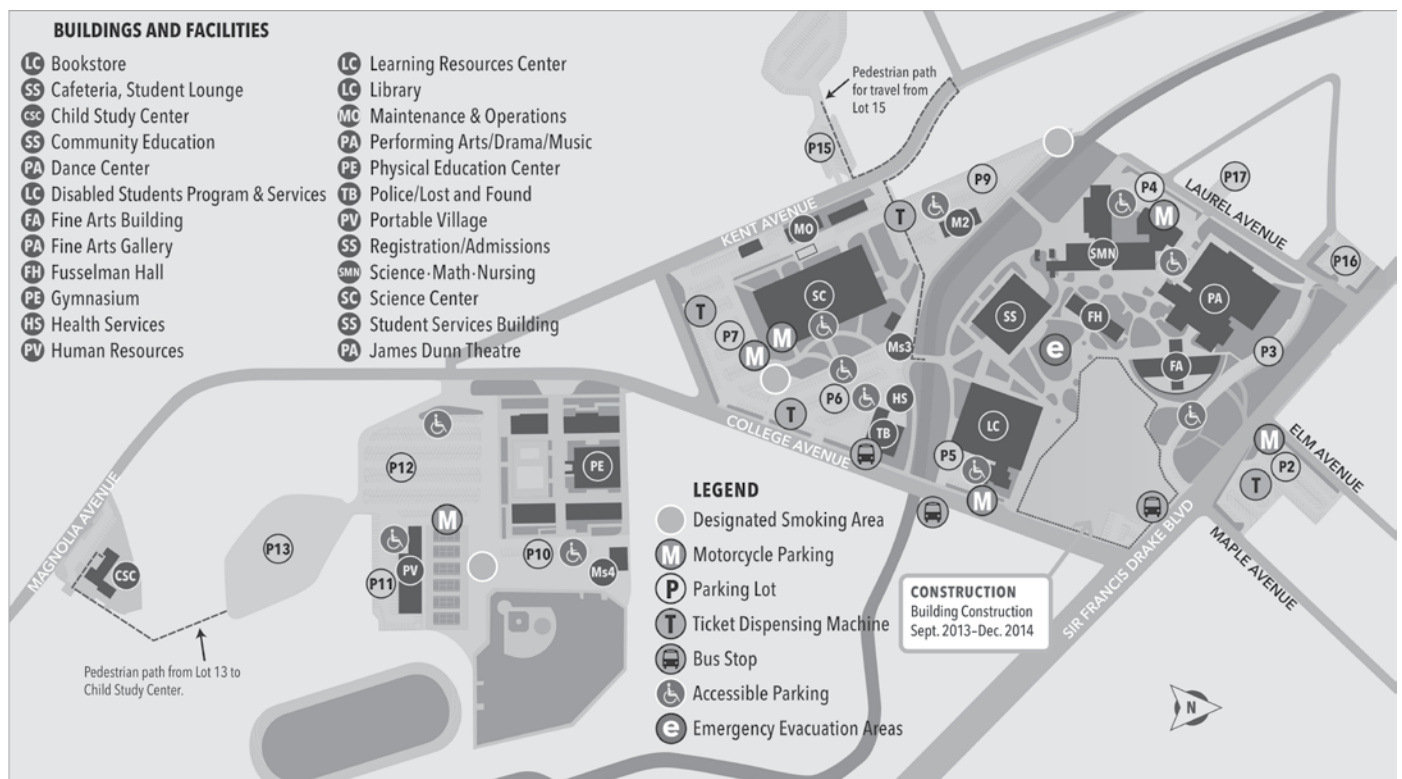 BUILDINGS AND FACILITIES
LC Bookstore
SS Cafeteria, Student Lounge
CSC Child Study Center
SS Community Education
PA Dance Center
LC Disabled Students Program & Services
FA Fine Arts Building
PA Fine Arts Gallery
FH Fusselman Hall
PE Gymnasium
HS Health Services
PV Human Resources
LC Learning Resources Center
LC Library
MO Maintenance & Operations
PA Performing Arts/Drama/Music
PE Physical Education Center
TB Police/Lost and Found
PV Portable Village
SS Registration/Admissions
SMN Science·Math·Nursing
SC Science Center
SS Student Services Building
PA James Dunn Theatre
Pedestrian path
for travel from
Lot 15
P15
P9
P4
P17
LAUREL AVENUE
KENT AVENUE
MO
T
M2
M
SMN
P16
SC
SS
FH
PA
T
P7
M
M
Ms3
e
P3
FA
P6
HS
T
TB
LC
COLLEGE AVENUE
P5
M
M
P2
T
ELM AVENUE
MAPLE AVENUE
SIR FRANCIS DRAKE BLVD
P12
PE
M
MAGNOLIA AVENUE
P13
CSC
P11
PV
P10
Ms4
Pedestrian path from Lot 13 to
Child Study Center.
LEGEND
Designated Smoking Area
M Motorcycle Parking
P Parking Lot
T Ticket Dispensing Machine
Bus Stop
Accessible Parking
e Emergency Evacuation Areas
CONSTRUCTION
Building Construction
Sept. 2013–Dec. 2014
N